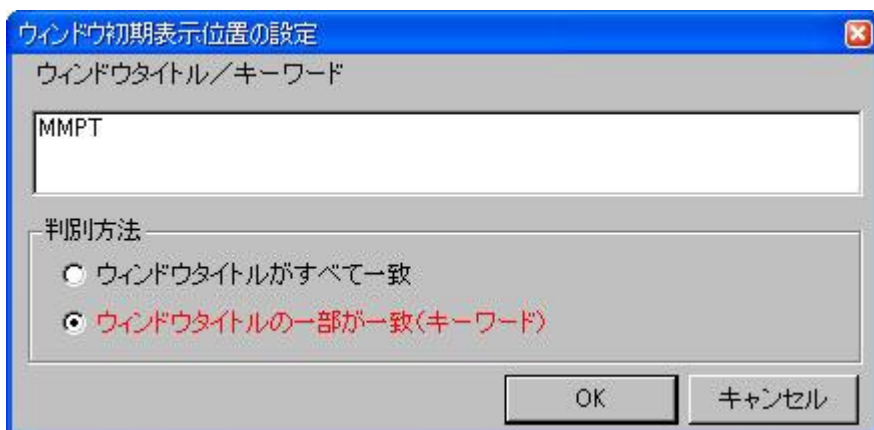 ウィンドウ初期表示位置の設定
ウィンドウタイトル／キーワード
MMPT
判別方法
ウィンドウタイトルがすべて一致
ウィンドウタイトルの一部が一致(キーワード)
OK キャンセル